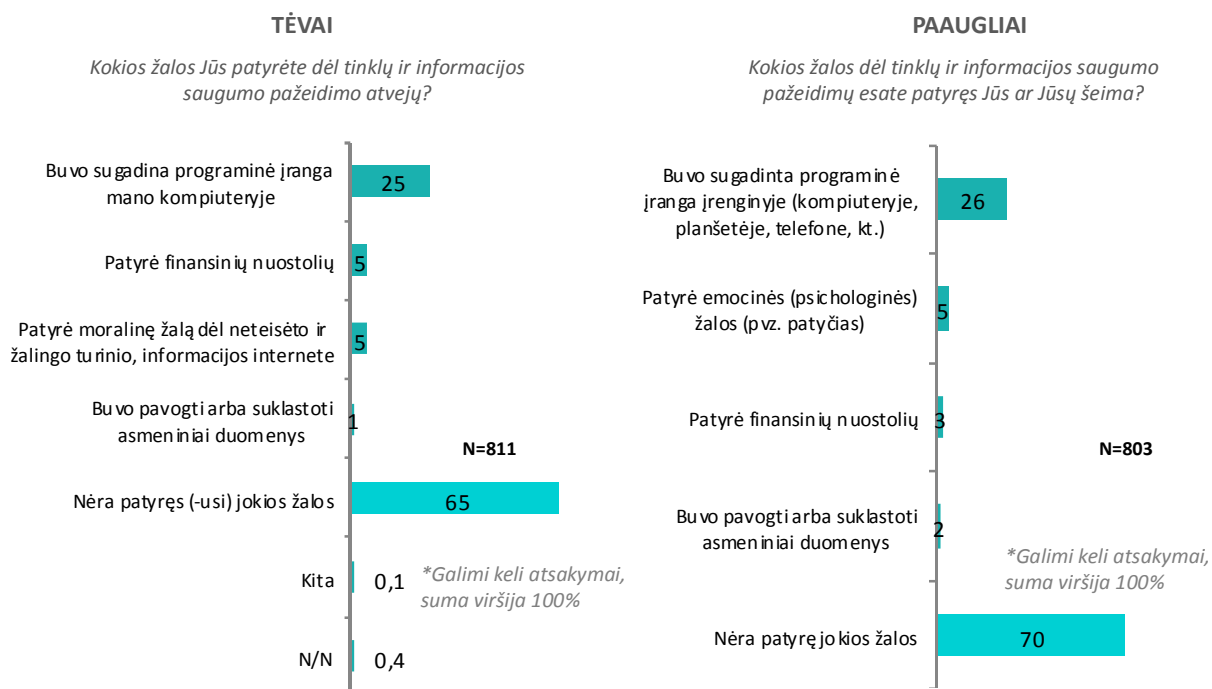 TĖVAI
Kokios žalos Jūs patyrėte dėl tinklų ir informacijos
saugumo pažeidimo atvejų?
Buvo sugadina programinė įranga
mano kompiuteryje
25
Patyrė finansinių nuostolių
5
Patyrė moralinę žalą dėl neteisėto ir
žalingo turinio, informacijos internete
5
Buvo pavogti arba suklastoti
asmeniniai duomenys
1
N=811
Nėra patyręs (-usi) jokios žalos
65
Kita
0,1
*Galimi keli atsakymai,
suma viršija 100%
N/N
0,4
PAAUGLIAI
Kokios žalos dėl tinklų ir informacijos saugumo
pažeidimų esate patyręs Jūs ar Jūsų šeima?
Buvo sugadinta programinė
įranga įrenginyje (kompiuteryje,
planšetėje, telefone, kt.)
26
Patyrė emocinės (psichologinės)
žalos (pvz. patyčias)
5
Patyrė finansinių nuostolių
3
N=803
Buvo pavogti arba suklastoti
asmeniniai duomenys
2
*Galimi keli atsakymai,
suma viršija 100%
Nėra patyrę jokios žalos
70